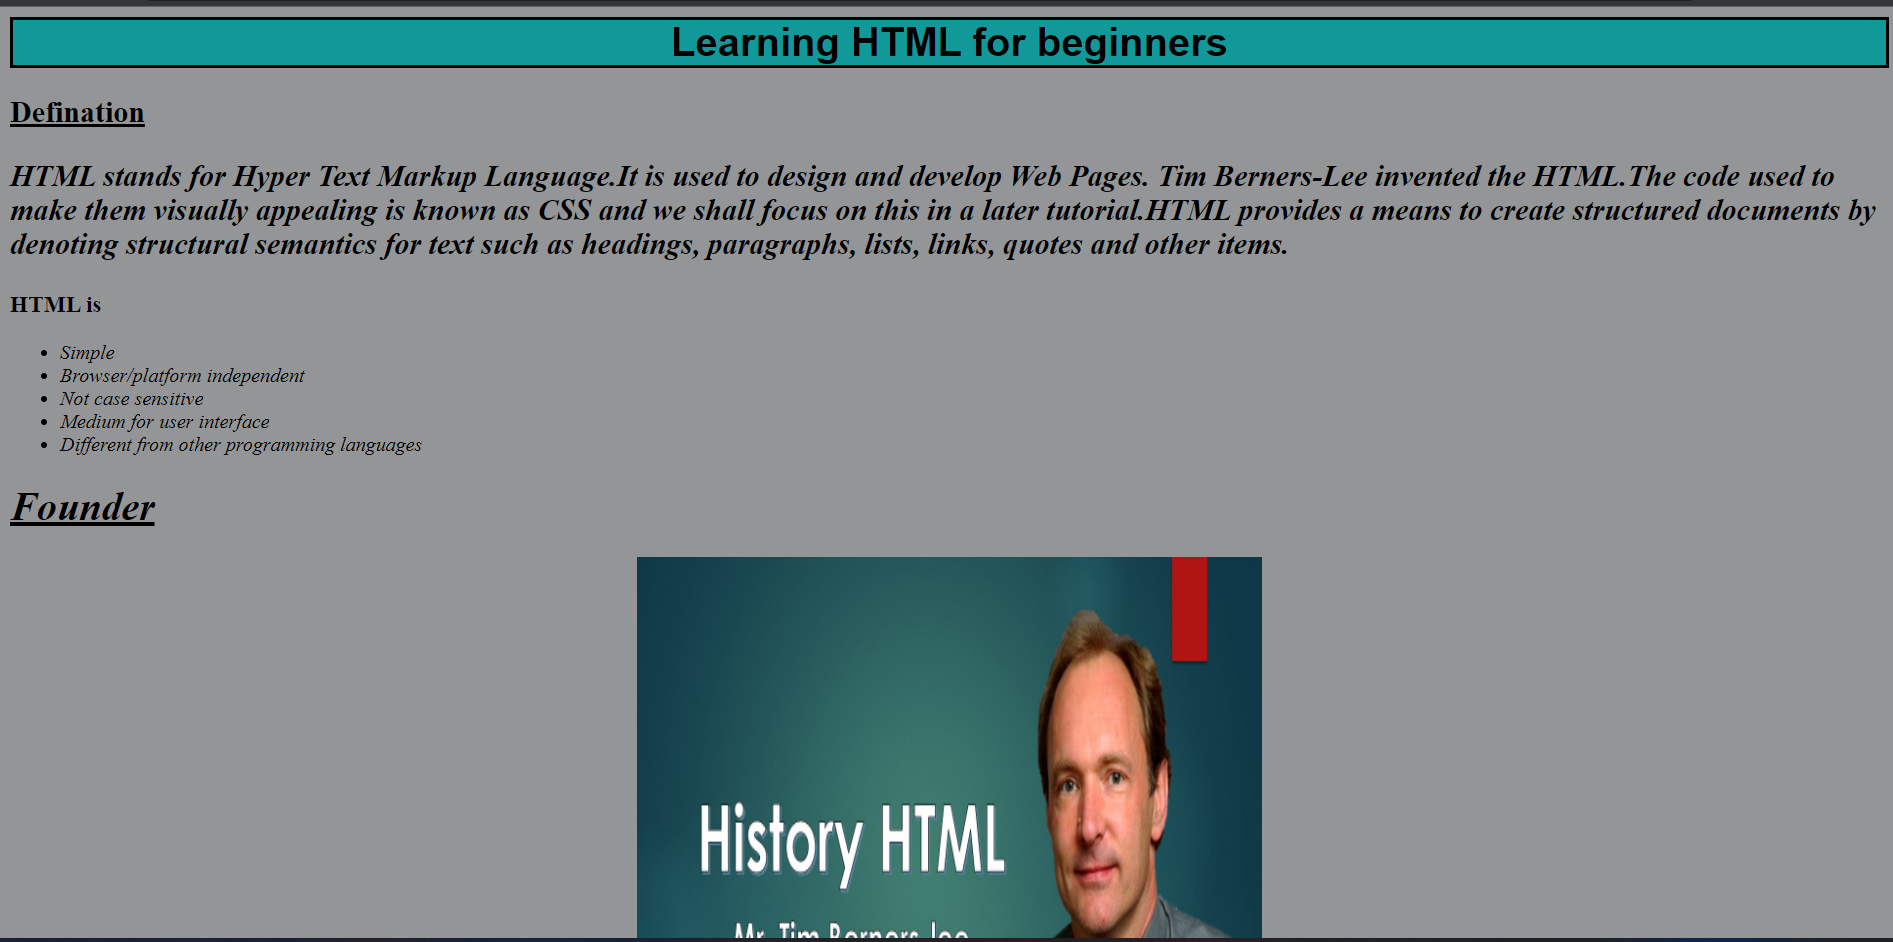 Learning HTML for beginners
Defination
HTML stands for Hyper Text Markup Language.It is used to design and develop Web Pages. Tim Berners-Lee invented the HTML.The code used to
make them visually appealing is known as CSS and we shall focus on this in a later tutorial.HTML provides a means to create structured documents by
denoting structural semantics for text such as headings, paragraphs, lists, links, quotes and other items.
HTML is
Simple
Browser/platform independent
Not case sensitive
Medium for user interface
Different from other programming languages
Founder
History HTML
Mr. Tim Berners-lee